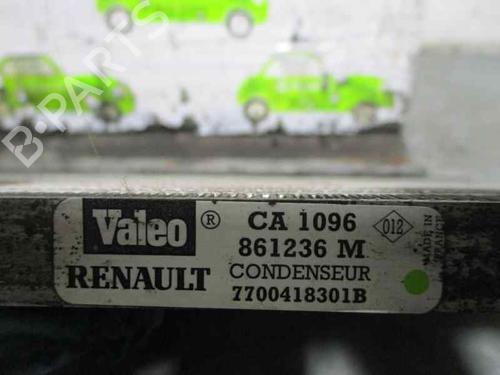 B-PARTS
Valeo ® CA 1096 012
861236 M MADE IN FRANCE
RENAULT CONDENSEUR
7700418301B